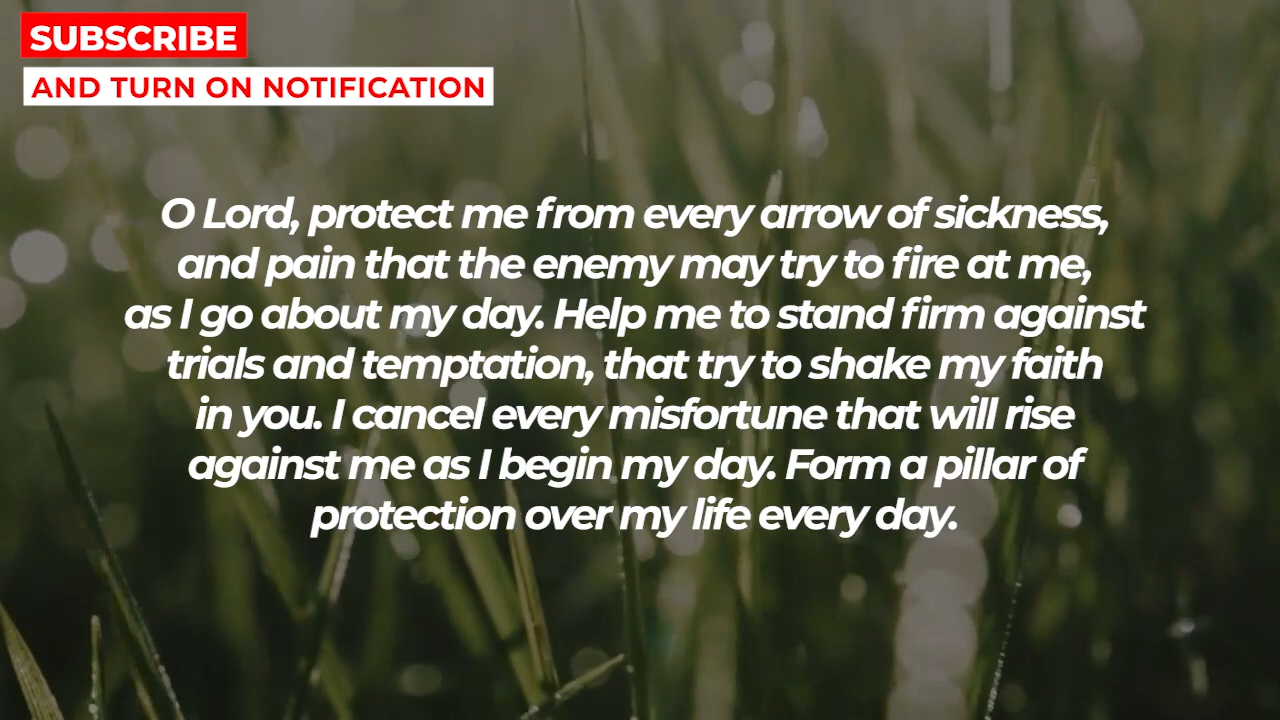 SUBSCRIBE
AND TURN ON NOTIFICATION
O Lord, protect me from every arrow of sickness,
and pain that the enemy may try to fire at me,
as I go about my day. Help me to stand firm against
trials and temptation, that try to shake my faith
in you. I cancel every misfortune that will rise
against me as I begin my day. Form a pillar of
protection over my life every day.